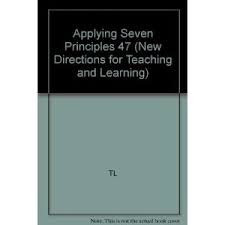 Applying Seven
Principles 47 (New
Directions for Teaching
and Learning)
TL
Note: This is not the actual book cover